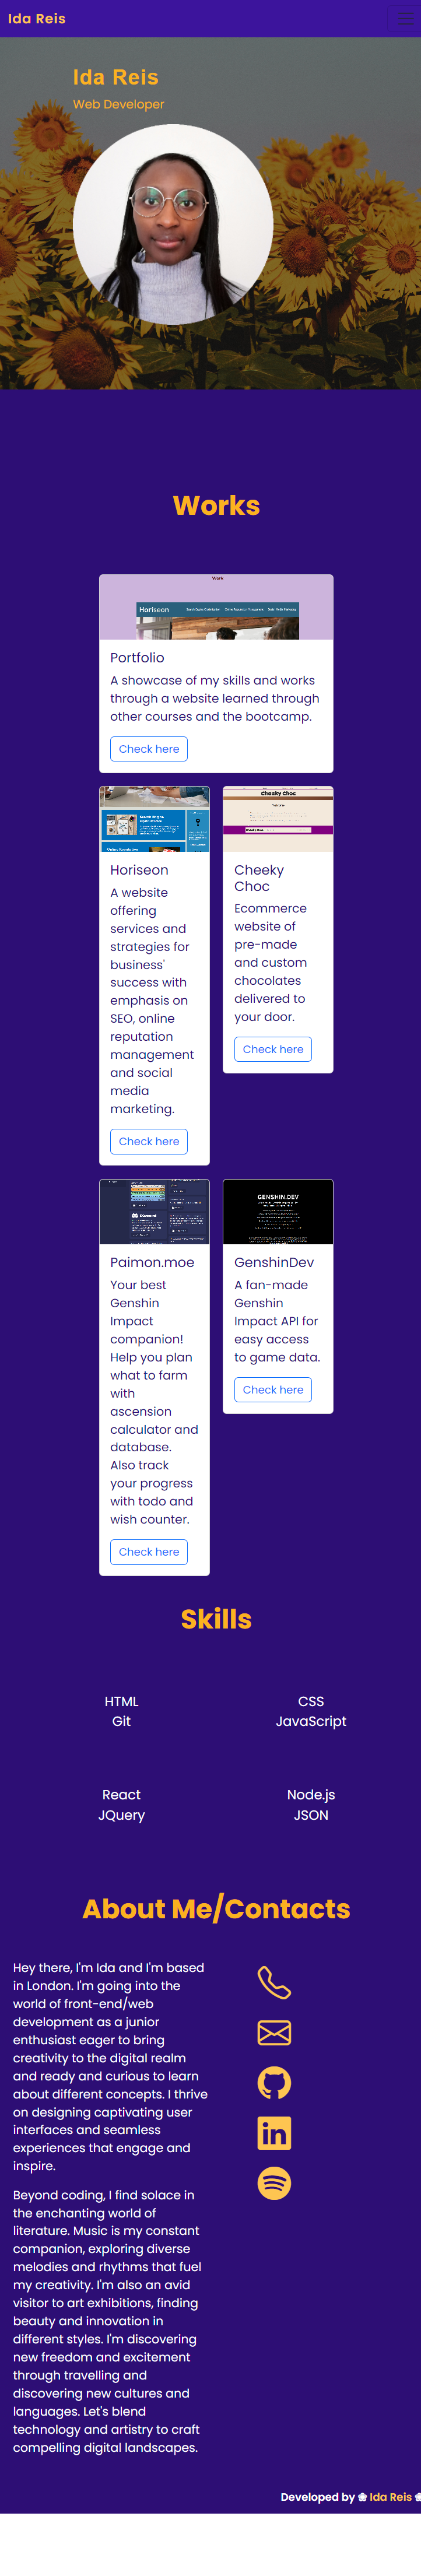 Ida Reis
Ida Reis
Web Developer
Works
Work
Horiseon
Portfolio
A showcase of my skills and works
through a website learned through
other courses and the bootcamp.
Check here
Search Engine
Optimization
Online Reputation
Horiseon
A website
offering
services and
strategies for
business'
success with
emphasis on
SEO, online
reputation
management
and social
media
marketing.
Check here
Cheeky Choc
Cheeky
Choc
Ecommerce
website of
pre-made
and custom
chocolates
delivered to
your door.
Check here
Discord
Paimon.moe
Your best
Genshin
Impact
companion!
Help you plan
what to farm
with
ascension
calculator and
database.
Also track
your progress
with todo and
wish counter.
Check here
GENSHIN.DEV
GenshinDev
A fan-made
Genshin
Impact API for
easy access
to game data.
Check here
Skills
HTML
Git
CSS
JavaScript
React
JQuery
Node.js
JSON
About Me/Contacts
Hey there, I'm Ida and I'm based
in London. I'm going into the
world of front-end/web
development as a junior
enthusiast eager to bring
creativity to the digital realm
and ready and curious to learn
about different concepts. I thrive
on designing captivating user
interfaces and seamless
experiences that engage and
inspire.
Beyond coding, I find solace in
the enchanting world of
literature. Music is my constant
companion, exploring diverse
melodies and rhythms that fuel
my creativity. I'm also an avid
visitor to art exhibitions, finding
beauty and innovation in
different styles. I'm discovering
new freedom and excitement
through travelling and
discovering new cultures and
languages. Let's blend
technology and artistry to craft
compelling digital landscapes.
in
Developed by ❀ Ida Reis ❀